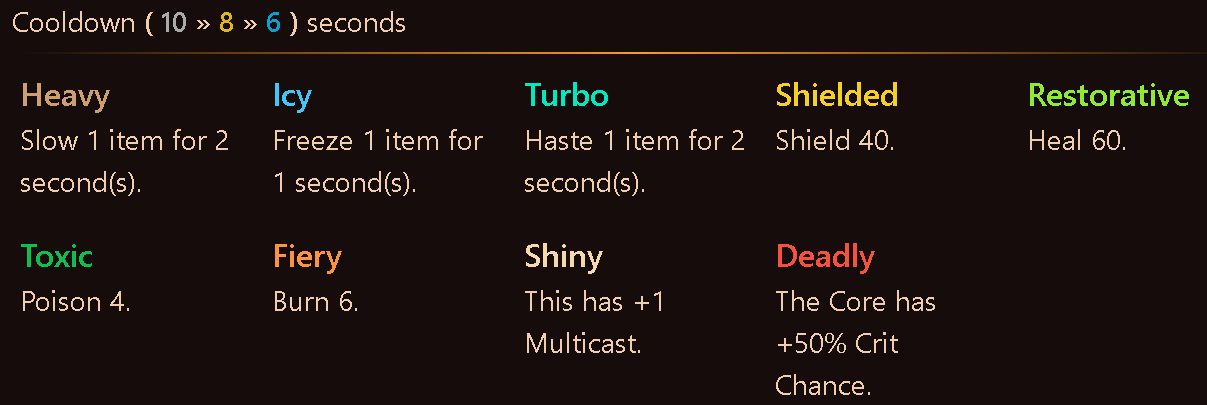 Cooldown ( 10 » 8 » 6 ) seconds
Heavy
Slow 1 item for 2
second(s).
Icy
Freeze 1 item for
1 second(s).
Turbo
Haste 1 item for 2
second(s).
Shielded
Shield 40.
Restorative
Heal 60.
Toxic
Poison 4.
Fiery
Burn 6.
Shiny
This has +1
Multicast.
Deadly
The Core has
+50% Crit
Chance.